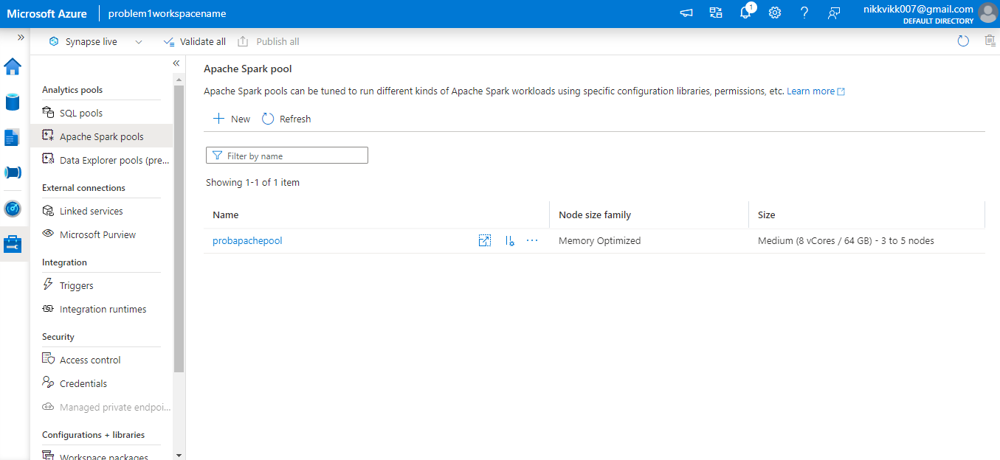 Microsoft Azure problem1workspacename 1 nikkvikk007@gmail.com
DEFAULT DIRECTORY
Synapse live Validate all Publish all
Analytics pools
SQL pools
Apache Spark pools
Data Explorer pools (pre...
External connections
Linked services
Microsoft Purview
Integration
Triggers
Integration runtimes
Security
Access control
Credentials
Managed private endpoi...
Configurations + libraries
Workspace packages
Apache Spark pool
Apache Spark pools can be tuned to run different kinds of Apache Spark workloads using specific configuration libraries, permissions, etc. Learn more
New Refresh
Filter by name
Showing 1-1 of 1 item
Name Node size family Size
probapachepool ... Memory Optimized Medium (8 vCores / 64 GB) - 3 to 5 nodes